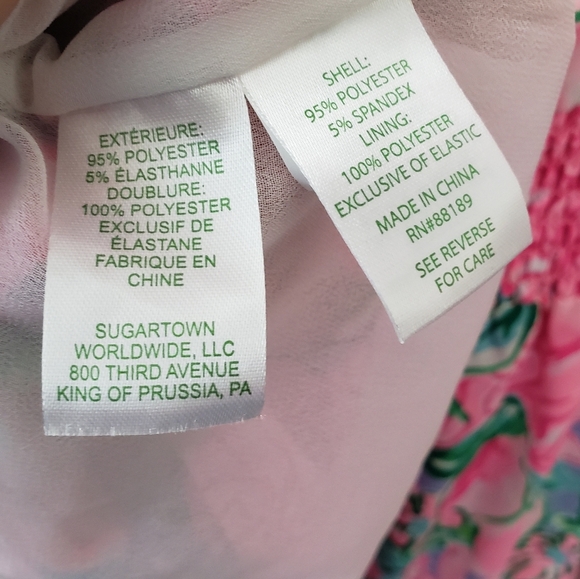 EXTÉRIEURE:
95% POLYESTER
5% ÉLASTHANNE
DOUBLURE:
100% POLYESTER
EXCLUSIF DE
ÉLASTANE
FABRIQUE EN
CHINE
SUGARTOWN
WORLDWIDE, LLC
800 THIRD AVENUE
KING OF PRUSSIA, PA
SHELL:
95% POLYESTER
5% SPANDEX
LINING:
100% POLYESTER
EXCLUSIVE OF ELASTIC
MADE IN CHINA
RN#88189
SEE REVERSE
FOR CARE